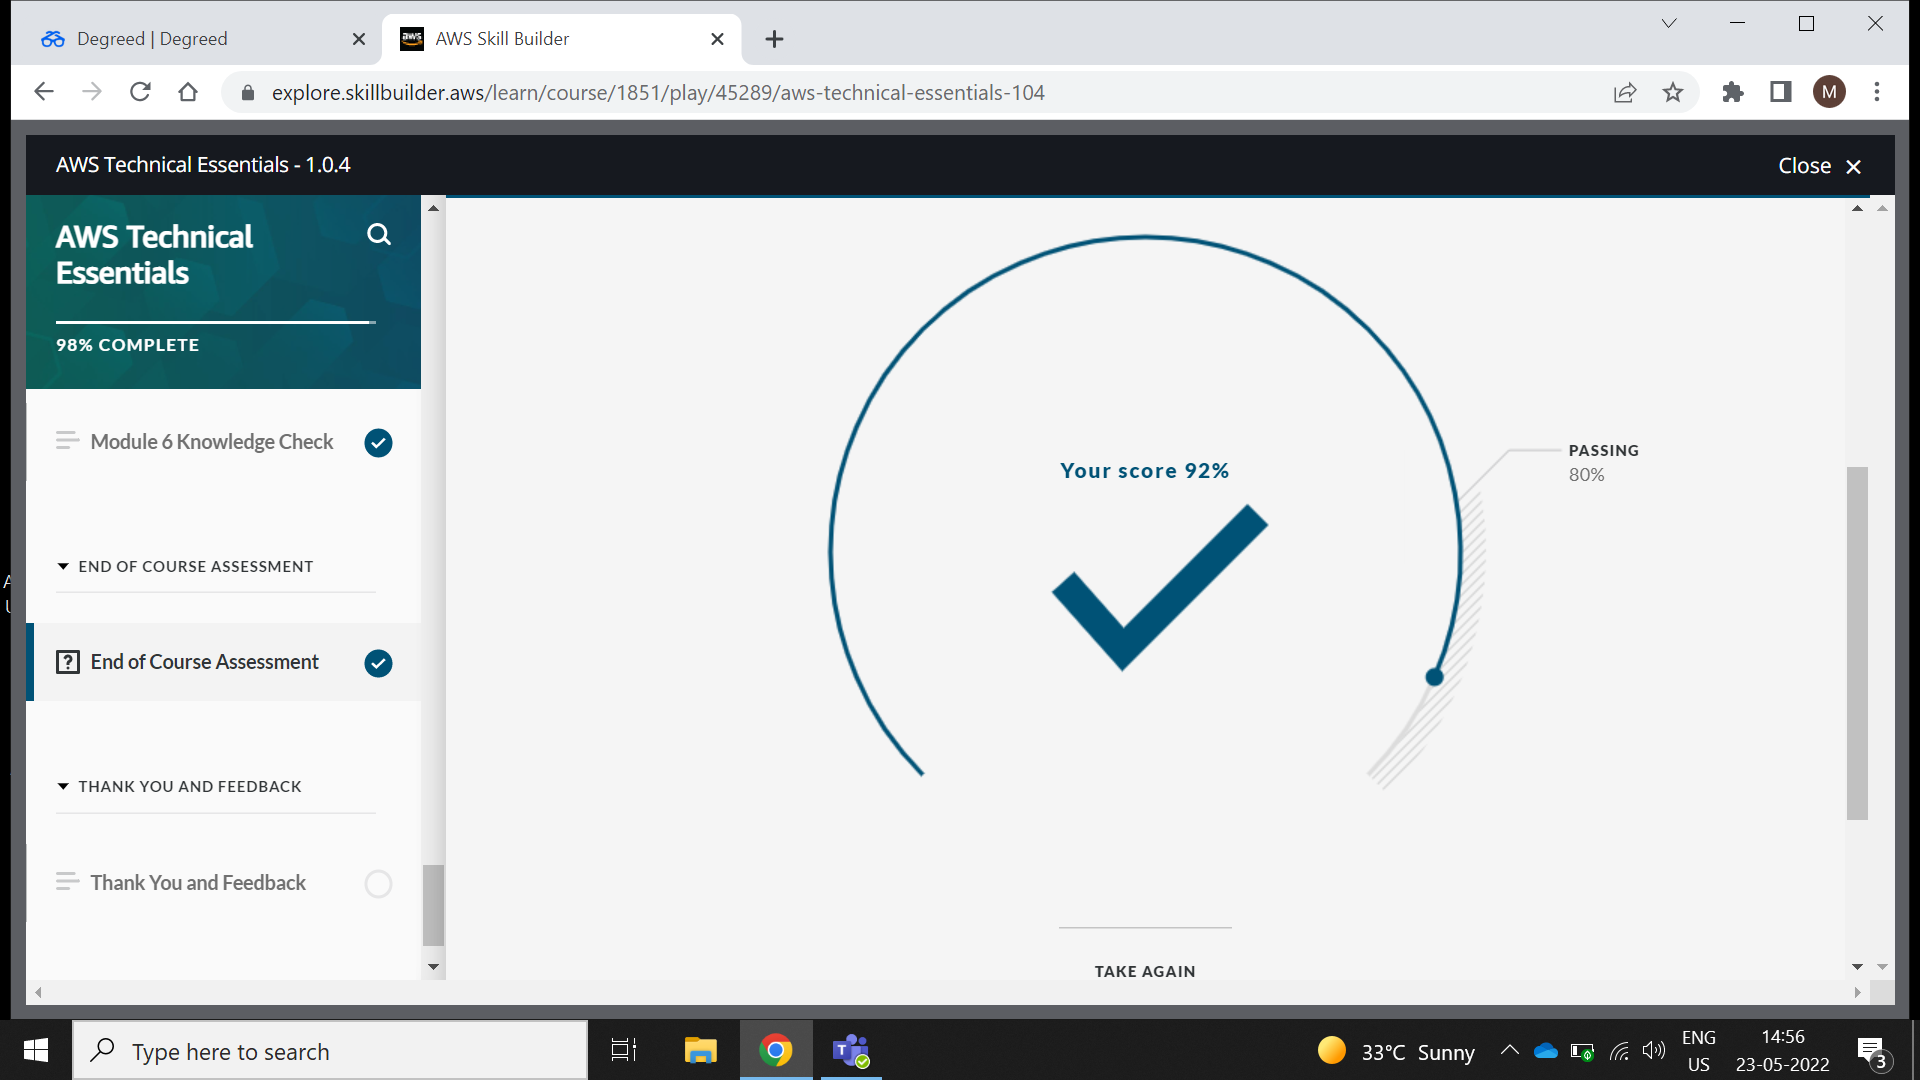 Degreed | Degreed
aws
AWS Skill Builder
explore.skillbuilder.aws/learn/course/1851/play/45289/aws-technical-essentials-104
M
AWS Technical Essentials - 1.0.4
Close
AWS Technical
Essentials
98% COMPLETE
Module 6 Knowledge Check
END OF COURSE ASSESSMENT
End of Course Assessment
THANK YOU AND FEEDBACK
Thank You and Feedback
Your score 92%
PASSING
80%
TAKE AGAIN
Type here to search
T
33°C Sunny
ENG
US
14:56
23-05-2022
3